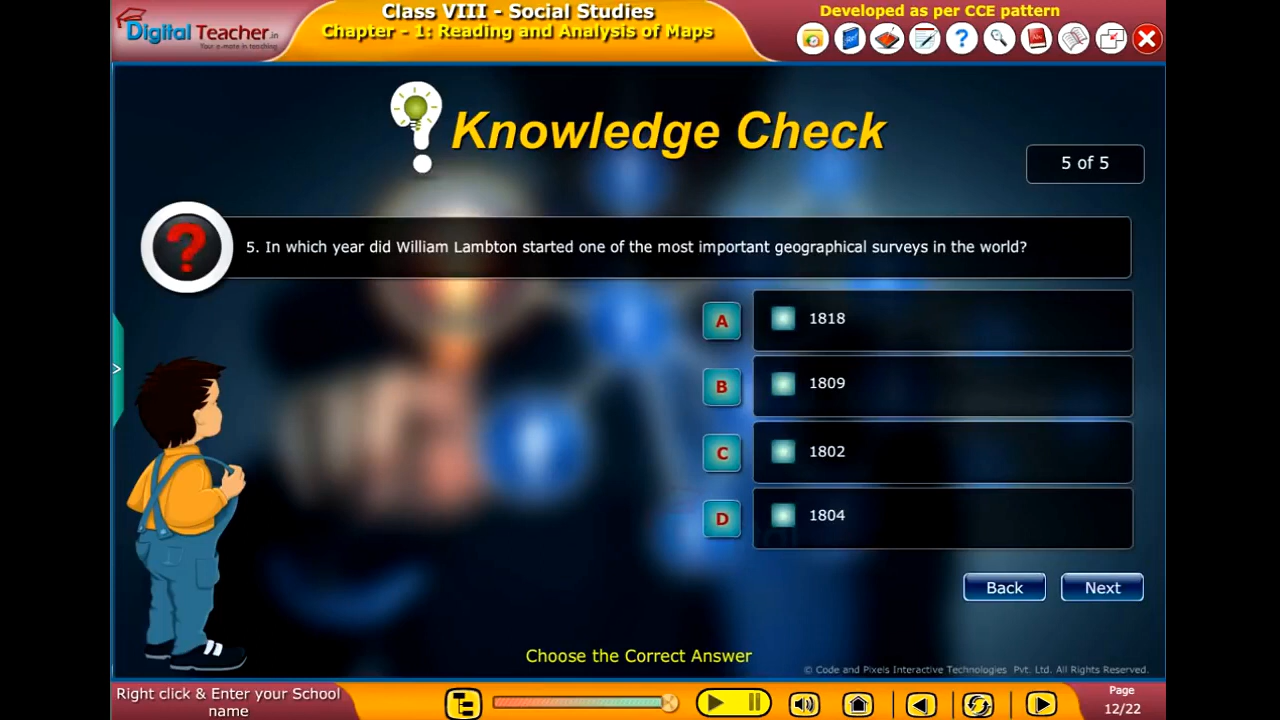 Digital Teacher.in
Your e-mate in teaching
Class VIII - Social Studies
Chapter - 1: Reading and Analysis of Maps
Developed as per CCE pattern
Knowledge Check
5 of 5
5. In which year did William Lambton started one of the most important geographical surveys in the world?
A 1818
B 1809
C 1802
D 1804
Back Next
Choose the Correct Answer
© Code and Pixels Interactive Technologies Pvt. Ltd. All Rights Reserved.
Right click & Enter your School
name
Page
12/22